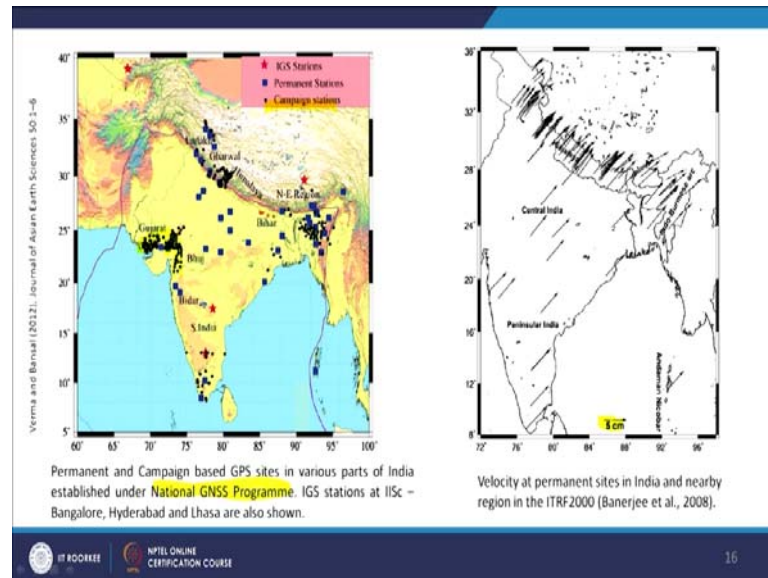 Verma and Bansal (2012). Journal of Asian Earth Sciences 50 1–6
40°
35°
30°
25°
20°
15°
10°
5°
60° 65° 70° 75° 80° 85° 90° 95° 100°
IGS Stations
Permanent Stations
Campaign stations
Ladakh
Gharwal
Himalaya
N-E Region
Gujarat
Bihar
Bhuj
Bidar
S.India
36°
32°
28°
24°
20°
16°
12°
8°
72° 76° 80° 84° 88° 92° 96°
Central India
Peninsular India
Andaman Nicobar
5 cm
Permanent and Campaign based GPS sites in various parts of India
established under National GNSS Programme. IGS stations at IISc –
Bangalore, Hyderabad and Lhasa are also shown.
Velocity at permanent sites in India and nearby
region in the ITRF2000 (Banerjee et al., 2008).
IIT ROORKEE
NPTEL ONLINE
CERTIFICATION COURSE
16